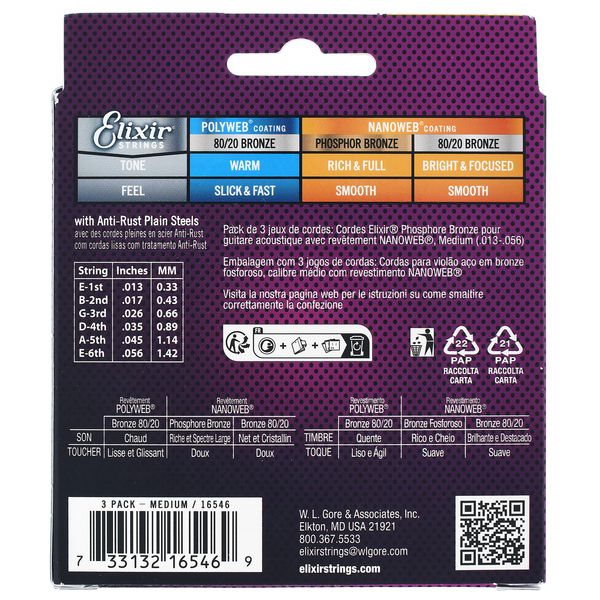 Elixir®
STRINGS
POLYWEB® COATING
NANOWEB® COATING
80/20 BRONZE
PHOSPHOR BRONZE
80/20 BRONZE
TONE
WARM
RICH & FULL
BRIGHT & FOCUSED
FEEL
SLICK & FAST
SMOOTH
SMOOTH
with Anti-Rust Plain Steels
avec des cordes pleines en acier Anti-Rust
com cordas lisas com tratamento Anti-Rust
String Inches MM
E-1st .013 0.33
B-2nd .017 0.43
G-3rd .026 0.66
D-4th .035 0.89
A-5th .045 1.14
E-6th .056 1.42
Pack de 3 jeux de cordes: Cordes Elixir® Phosphore Bronze pour
guitare acoustique avec revêtement NANOWEB®, Medium (.013-.056)
Embalagem com 3 jogos de cordas: Cordas para violão aço em bronze
fosforoso, calibre médio com revestimento NANOWEB®
Visita la nostra pagina web per le istruzioni su come smaltire
correttamente la confezione
FR
+ +
22
PAP
RACCOLTA
CARTA
21
PAP
RACCOLTA
CARTA
Revêtement
POLYWEB®
Revêtement
NANOWEB®
Bronze 80/20
Phosphore Bronze
Bronze 80/20
SON
Chaud
Riche et Spectre Large
Net et Cristallin
TOUCHER
Lisse et Glissant
Doux
Doux
Revestimento
POLYWEB®
Revestimento
NANOWEB®
Bronze 80/20
Bronze Fosforoso
Bronze 80/20
TIMBRE
Quente
Rico e Cheio
Brilhante e Destacado
TOQUE
Liso e Ágil
Suave
Suave
3 PACK – MEDIUM / 16546
7 33132 16546 9
W. L. Gore & Associates, Inc.
Elkton, MD USA 21921
800.367.5533
elixirstrings@wlgore.com
elixirstrings.com